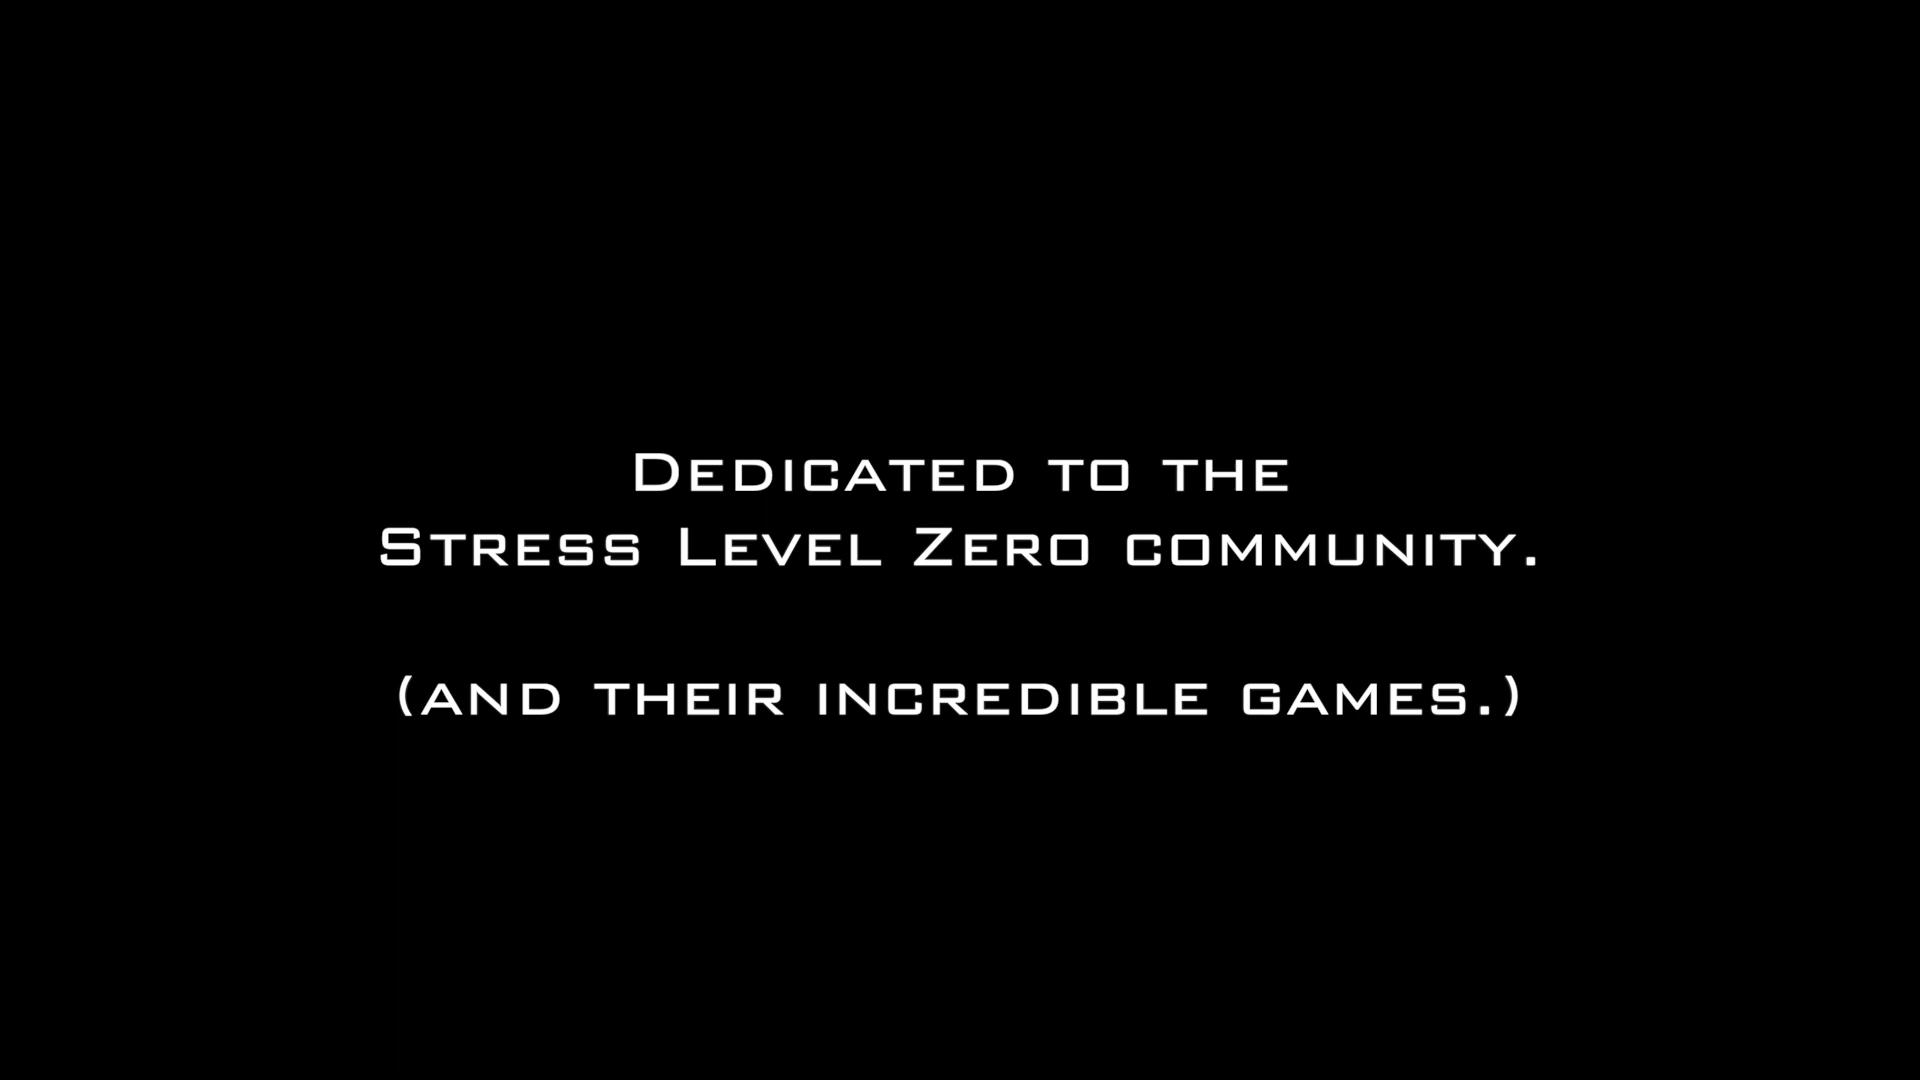 Dedicated to the
Stress Level Zero community.
(and their incredible games.)